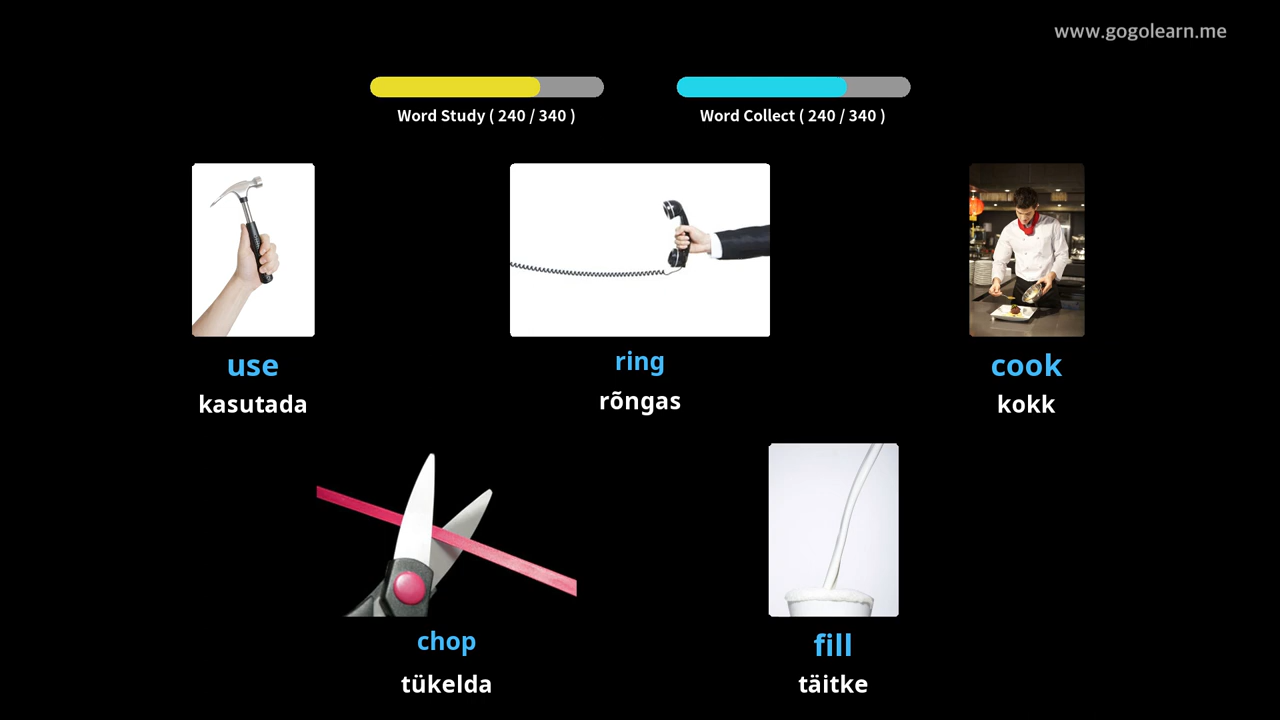 www.gogolearn.me
Word Study ( 240 / 340 )
Word Collect ( 240 / 340 )
use
kasutada
ring
rõngas
cook
kokk
chop
tükelda
fill
täitke